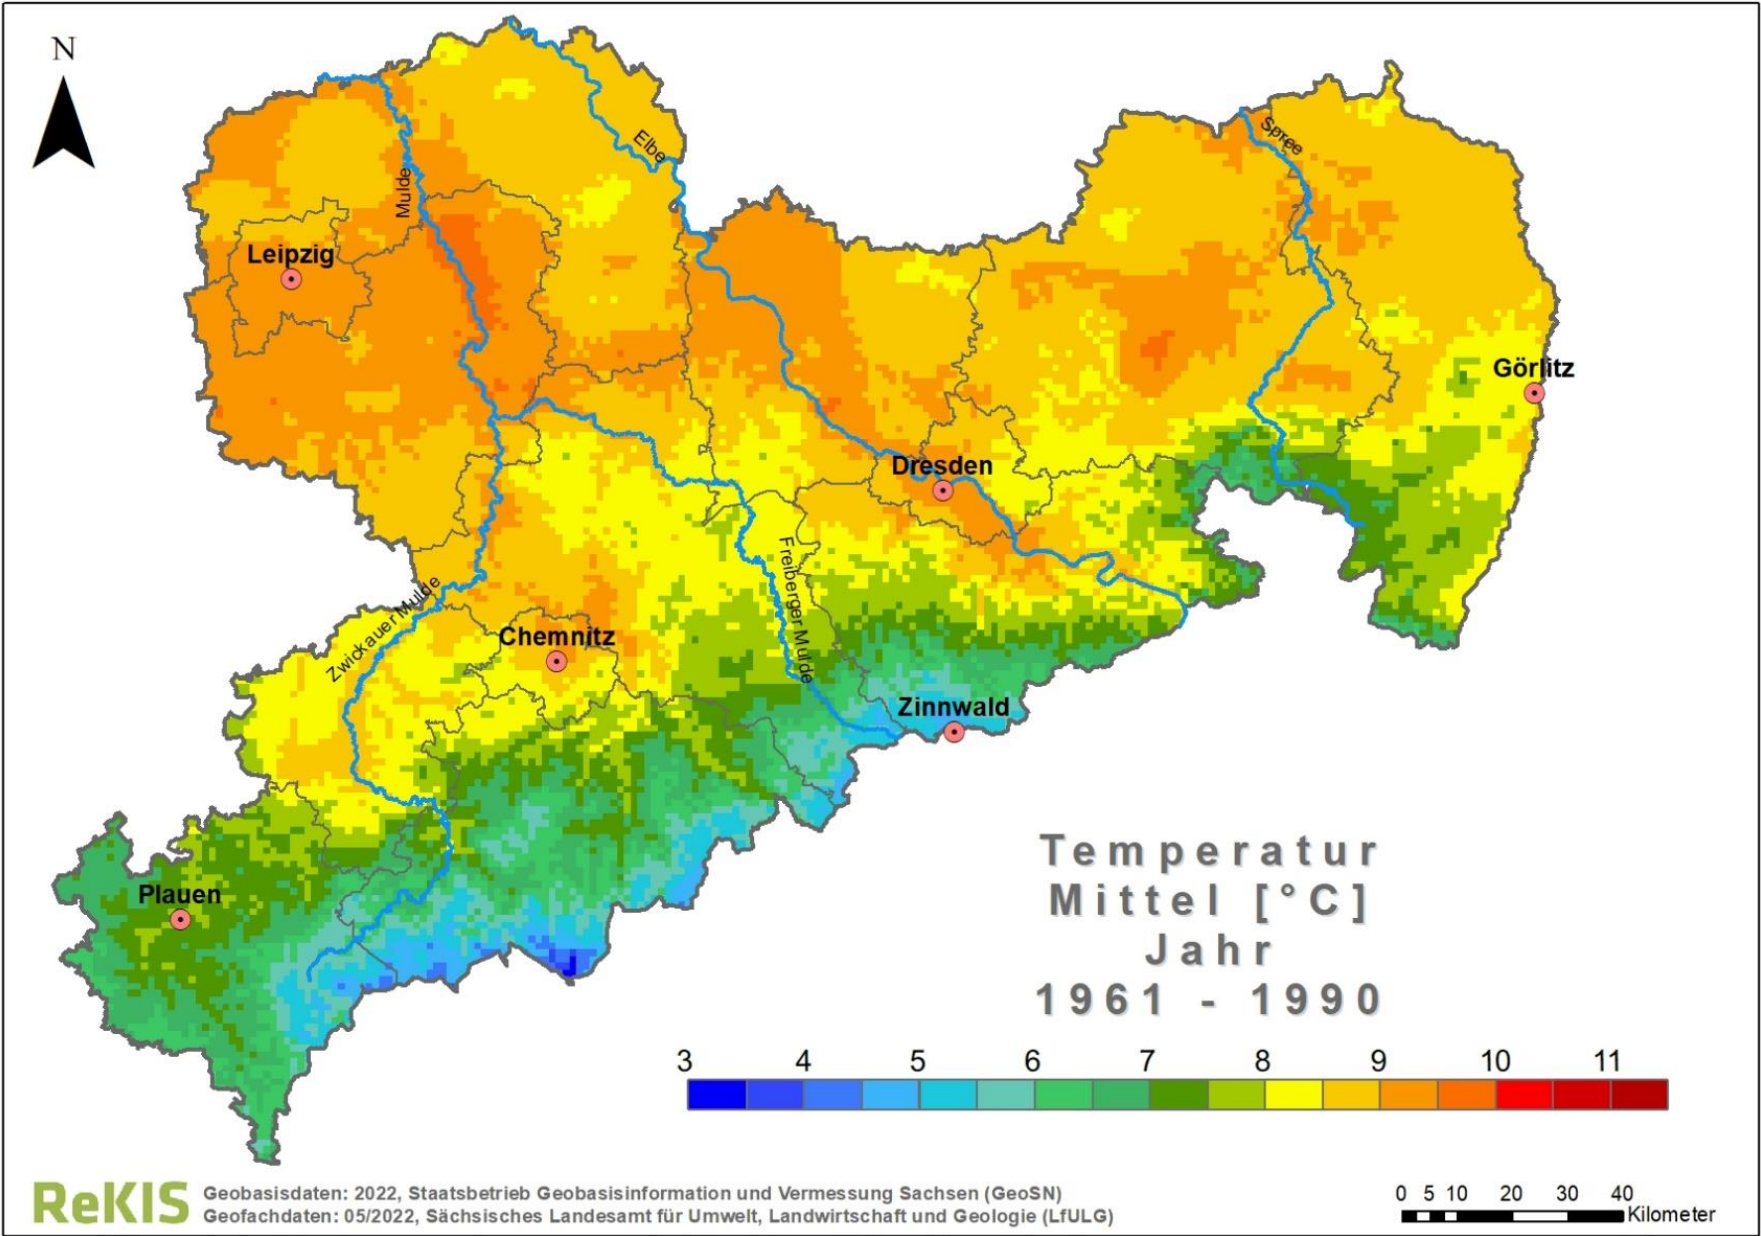 N
Elbe
Spree
Mulde
Leipzig
Görlitz
Dresden
Freiberger Mulde
Zwickauer Mulde
Chemnitz
Zinnwald
Plauen
Temperatur
Mittel [°C]
Jahr
1961 - 1990
3 4 5 6 7 8 9 10 11
ReKIS
Geobasisdaten: 2022, Staatsbetrieb Geobasisinformation und Vermessung Sachsen (GeoSN)
Geofachdaten: 05/2022, Sächsisches Landesamt für Umwelt, Landwirtschaft und Geologie (LfULG)
0 5 10 20 30 40
Kilometer